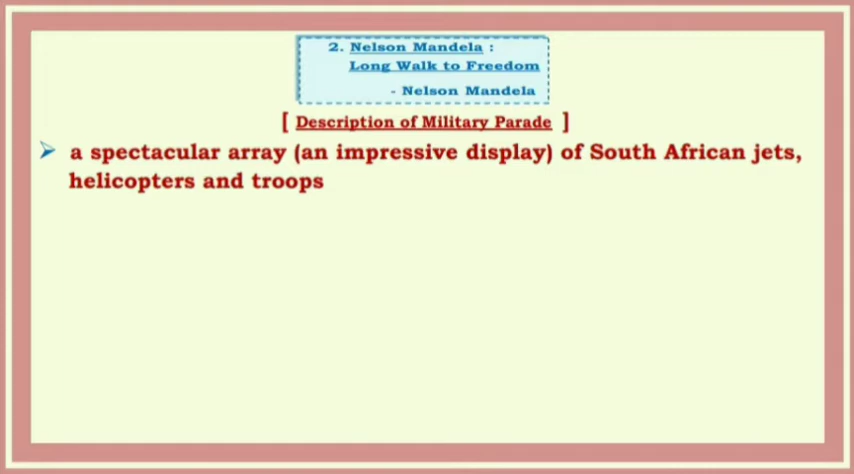 2. Nelson Mandela :
Long Walk to Freedom
- Nelson Mandela
[ Description of Military Parade ]
➢ a spectacular array (an impressive display) of South African jets,
helicopters and troops